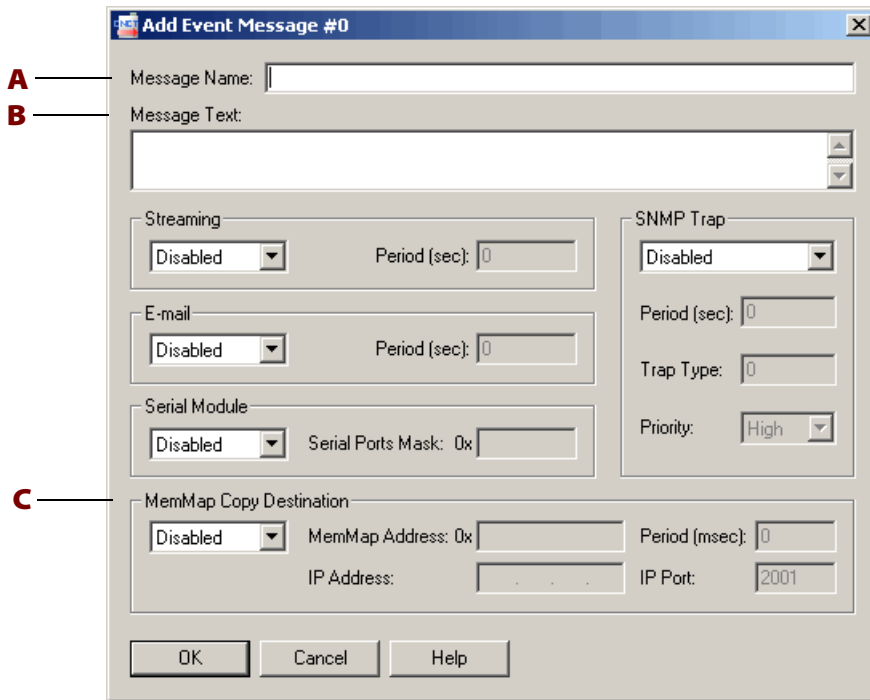 Add Event Message #0
A
Message Name:
B
Message Text:
Streaming
Disabled
Period (sec):
0
SNMP Trap
Disabled
Period (sec):
0
Trap Type:
0
Priority:
High
E-mail
Disabled
Period (sec):
0
Serial Module
Disabled
Serial Ports Mask: 0x
C
MemMap Copy Destination
Disabled
MemMap Address: 0x
Period (msec):
0
IP Address:
. . .
IP Port:
2001
OK
Cancel
Help